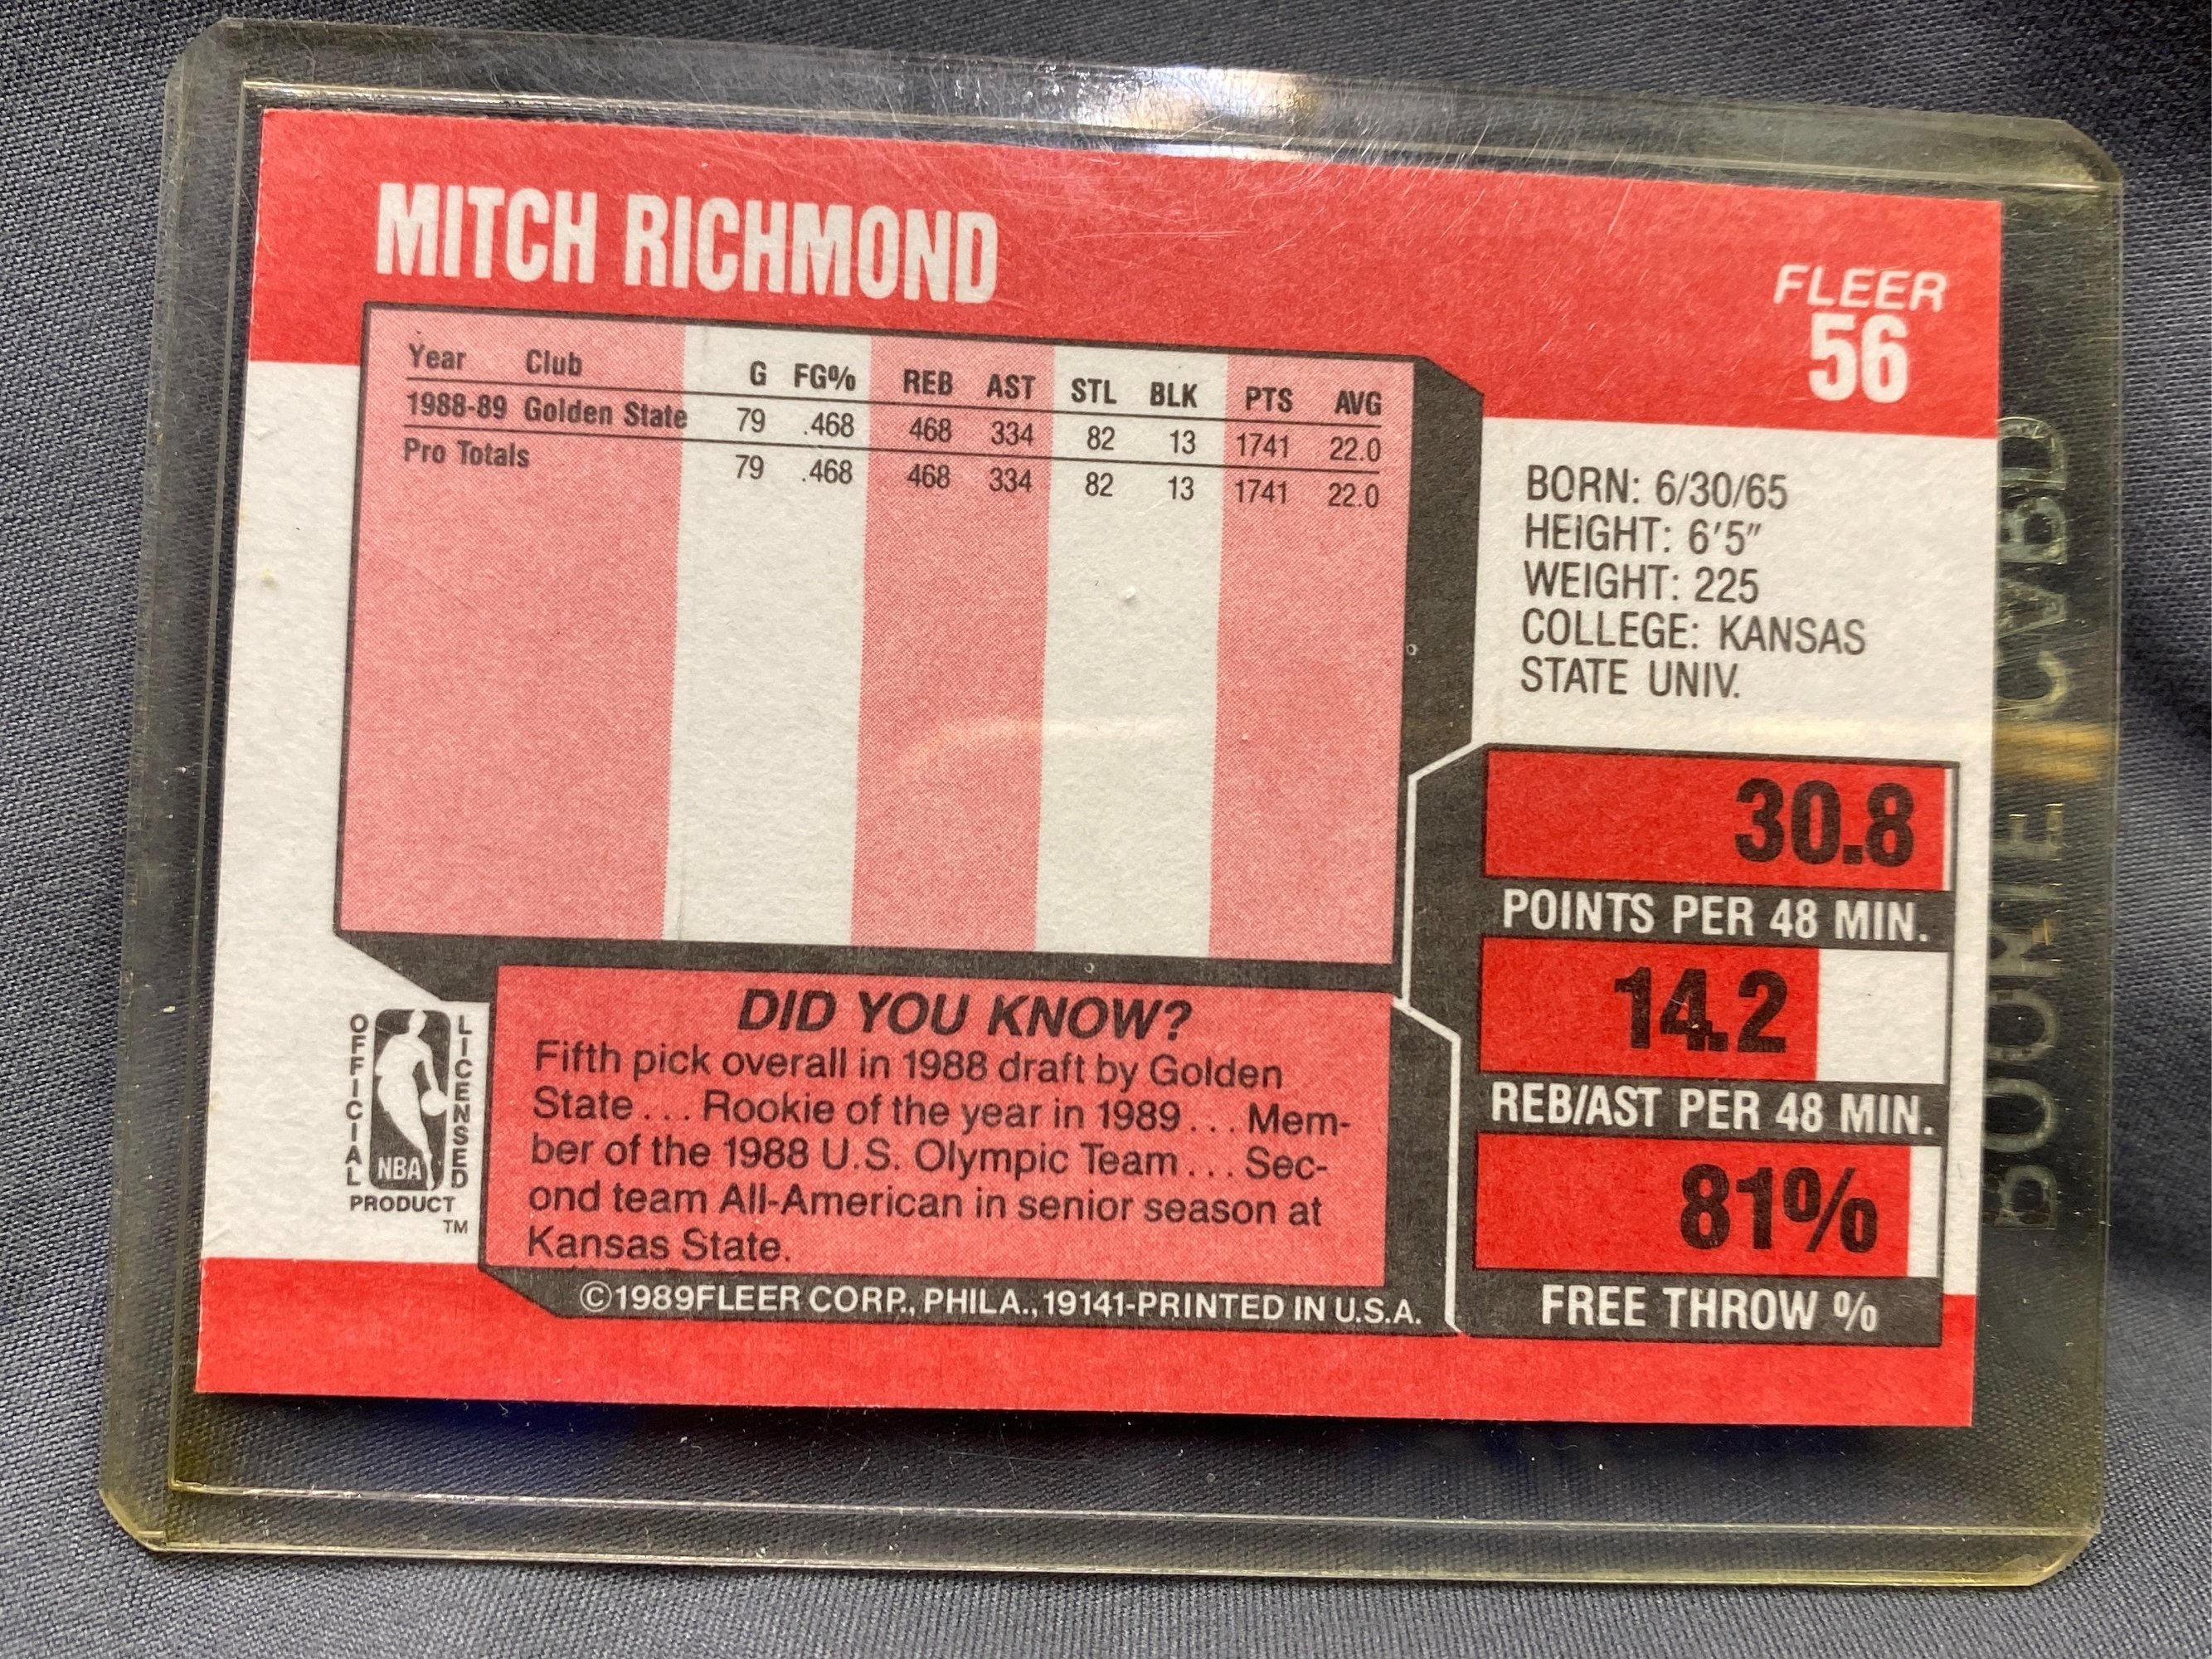 MITCH RICHMOND
FLEER
56
Year Club G FG% REB AST STL BLK PTS AVG
1988-89 Golden State 79 .468 468 334 82 13 1741 22.0
Pro Totals 79 .468 468 334 82 13 1741 22.0
BORN: 6/30/65
HEIGHT: 6'5"
WEIGHT: 225
COLLEGE: KANSAS
STATE UNIV.
30.8
POINTS PER 48 MIN.
14.2
REB/AST PER 48 MIN.
81%
FREE THROW %
OFFICIAL
LICENSED
NBA
PRODUCT
TM
DID YOU KNOW?
Fifth pick overall in 1988 draft by Golden
State... Rookie of the year in 1989... Mem-
ber of the 1988 U.S. Olympic Team... Sec-
ond team All-American in senior season at
Kansas State.
©1989FLEER CORP., PHILA., 19141-PRINTED IN U.S.A.
ROOKIE CARD